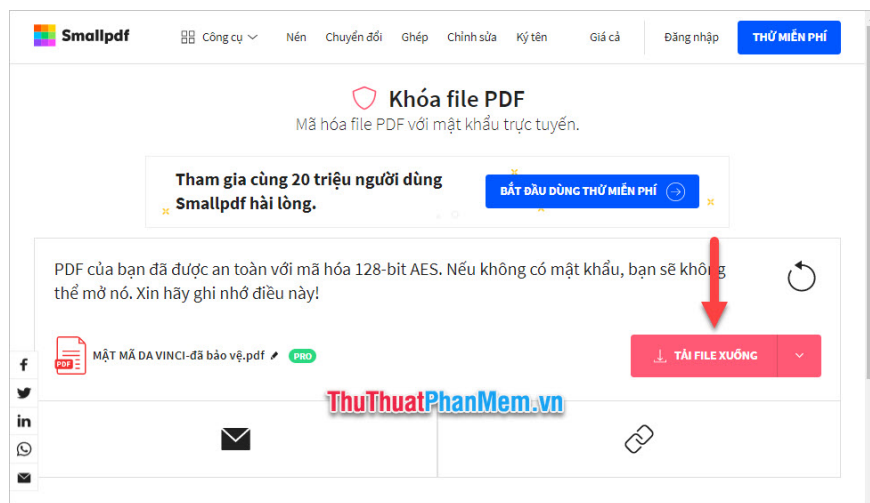 Smallpdf
Công cụ
Nén
Chuyển đổi
Ghép
Chỉnh sửa
Ký tên
Giá cả
Đăng nhập
THỬ MIỄN PHÍ
Khóa file PDF
Mã hóa file PDF với mật khẩu trực tuyến.
Tham gia cùng 20 triệu người dùng
Smallpdf hài lòng.
BẮT ĐẦU DÙNG THỬ MIỄN PHÍ
PDF của bạn đã được an toàn với mã hóa 128-bit AES. Nếu không có mật khẩu, bạn sẽ không
thể mở nó. Xin hãy ghi nhớ điều này!
PDF
MẬT MÃ DA VINCI-đã bảo vệ.pdf
PRO
TẢI FILE XUỐNG
ThuThuatPhanMem.vn